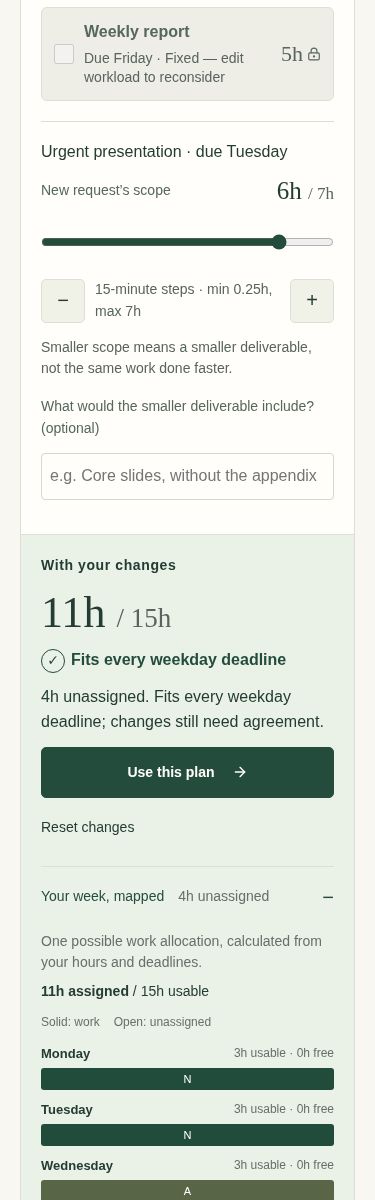 Weekly report
Due Friday · Fixed — edit
workload to reconsider
5h
Urgent presentation · due Tuesday
New request's scope
6h / 7h
−
15-minute steps · min 0.25h,
max 7h
+
Smaller scope means a smaller deliverable,
not the same work done faster.
What would the smaller deliverable include?
(optional)
e.g. Core slides, without the appendix
With your changes
11h / 15h
✓ Fits every weekday deadline
4h unassigned. Fits every weekday
deadline; changes still need agreement.
Use this plan →
Reset changes
Your week, mapped 4h unassigned −
One possible work allocation, calculated from
your hours and deadlines.
11h assigned / 15h usable
Solid: work Open: unassigned
Monday 3h usable · 0h free
N
Tuesday 3h usable · 0h free
N
Wednesday 3h usable · 0h free
A